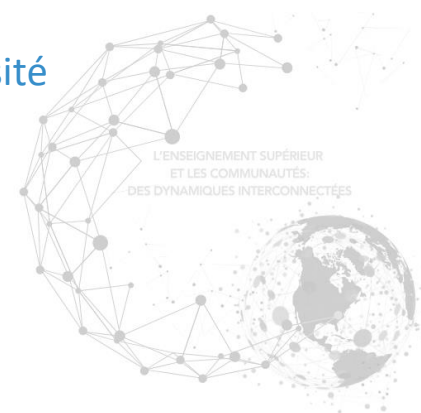 sité
L'ENSEIGNEMENT SUPÉRIEUR
ET LES COMMUNAUTÉS:
DES DYNAMIQUES INTERCONNECTÉES